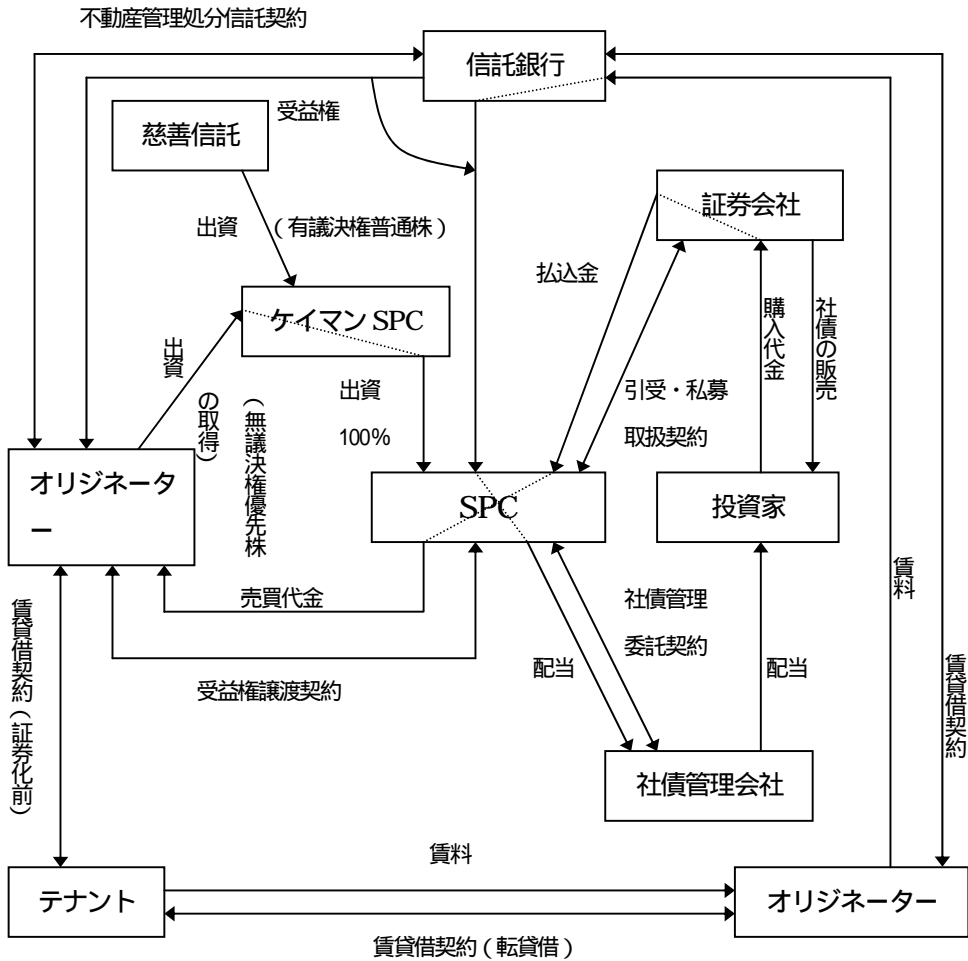 不動産管理処分信託契約
信託銀行
慈善信託
受益権
証券会社
出資
(有議決権普通株)
払込金
ケイマン SPC
購入代金
社債の販売
出資
出資
100%
引受・私募
取扱契約
(無議決権優先株
の取得)
オリジネータ
ー
SPC
投資家
賃料
売買代金
社債管理
委託契約
賃貸借契約(証券化前)
受益権譲渡契約
配当
配当
賃貸借契約
社債管理会社
賃料
テナント
オリジネーター
賃貸借契約(転貸借)